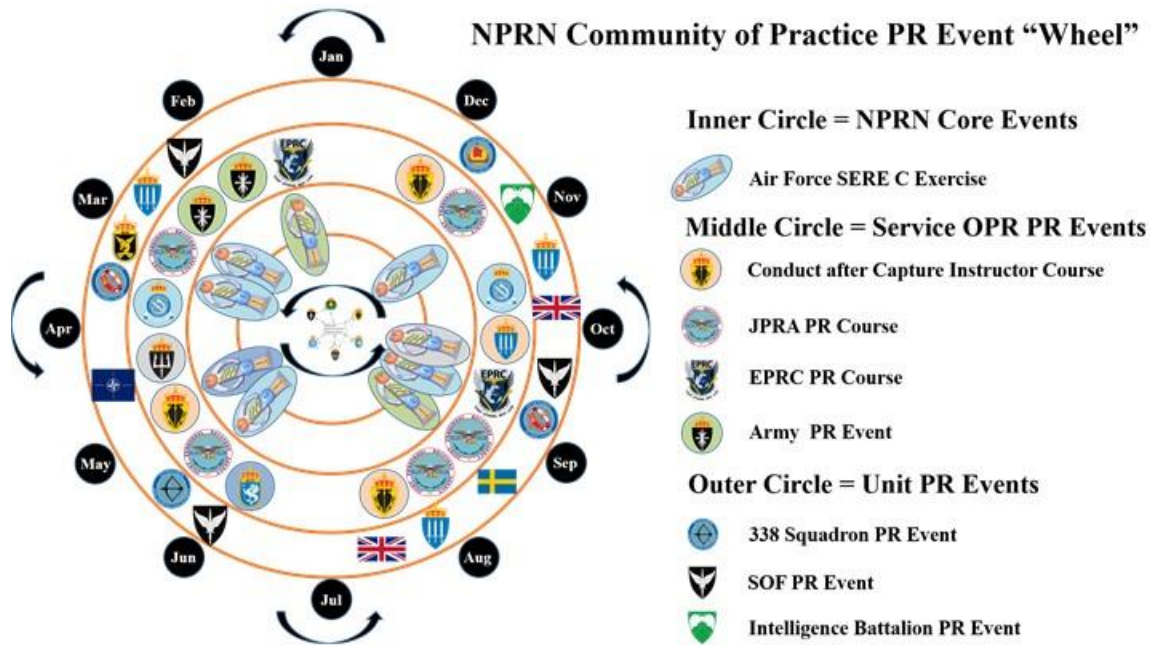 NPRN Community of Practice PR Event “Wheel”
Jan
Feb
Dec
Mar
Nov
Apr
Oct
May
Sep
Jun
Aug
Jul
EPRC
EPRC
Inner Circle = NPRN Core Events
Air Force SERE C Exercise
Middle Circle = Service OPR PR Events
Conduct after Capture Instructor Course
JPRA PR Course
EPRC
EPRC PR Course
Army PR Event
Outer Circle = Unit PR Events
338 Squadron PR Event
SOF PR Event
Intelligence Battalion PR Event